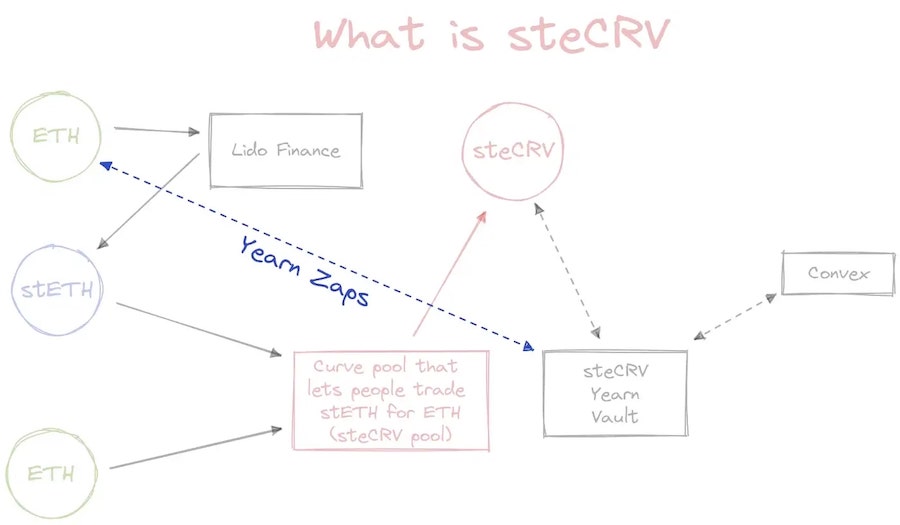 What is steCRV
ETH
Lido Finance
steCRV
Yearn Zaps
stETH
Convex
Curve pool that
lets people trade
stETH for ETH
(steCRV pool)
steCRV
Yearn
Vault
ETH